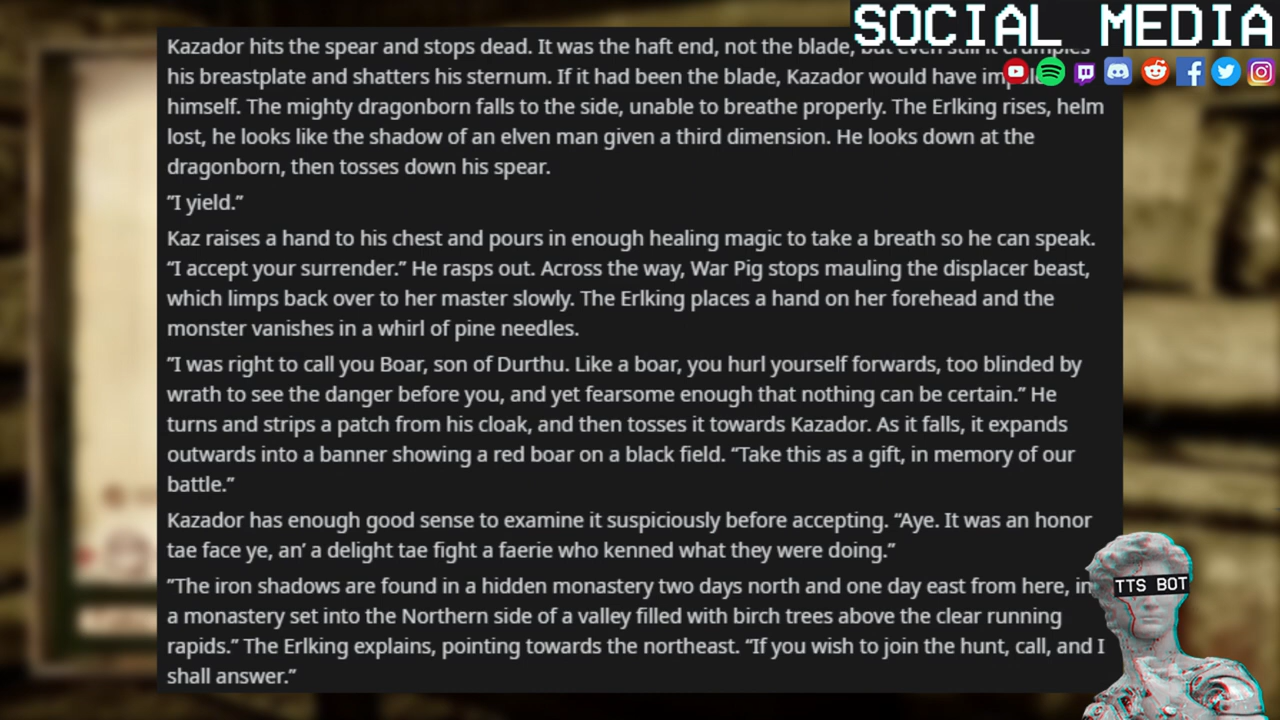 SOCIAL MEDIA
Kazador hits the spear and stops dead. It was the haft end, not the blade, but even still it crumples
his breastplate and shatters his sternum. If it had been the blade, Kazador would have
himself. The mighty dragonborn falls to the side, unable to breathe properly. The Erlking rises, helm
lost, he looks like the shadow of an elven man given a third dimension. He looks down at the
dragonborn, then tosses down his spear.
“I yield.”
Kaz raises a hand to his chest and pours in enough healing magic to take a breath so he can speak.
“I accept your surrender.” He rasps out. Across the way, War Pig stops mauling the displacer beast,
which limps back over to her master slowly. The Erlking places a hand on her forehead and the
monster vanishes in a whirl of pine needles.
“I was right to call you Boar, son of Durthu. Like a boar, you hurl yourself forwards, too blinded by
wrath to see the danger before you, and yet fearsome enough that nothing can be certain.” He
turns and strips a patch from his cloak, and then tosses it towards Kazador. As it falls, it expands
outwards into a banner showing a red boar on a black field. “Take this as a gift, in memory of our
battle.”
Kazador has enough good sense to examine it suspiciously before accepting. “Aye. It was an honor
tae face ye, an’ a delight tae fight a faerie who kenned what they were doing.”
“The iron shadows are found in a hidden monastery two days north and one day east from here, in
a monastery set into the Northern side of a valley filled with birch trees above the clear running
rapids.” The Erlking explains, pointing towards the northeast. “If you wish to join the hunt, call, and I
shall answer.”
TTS BOT